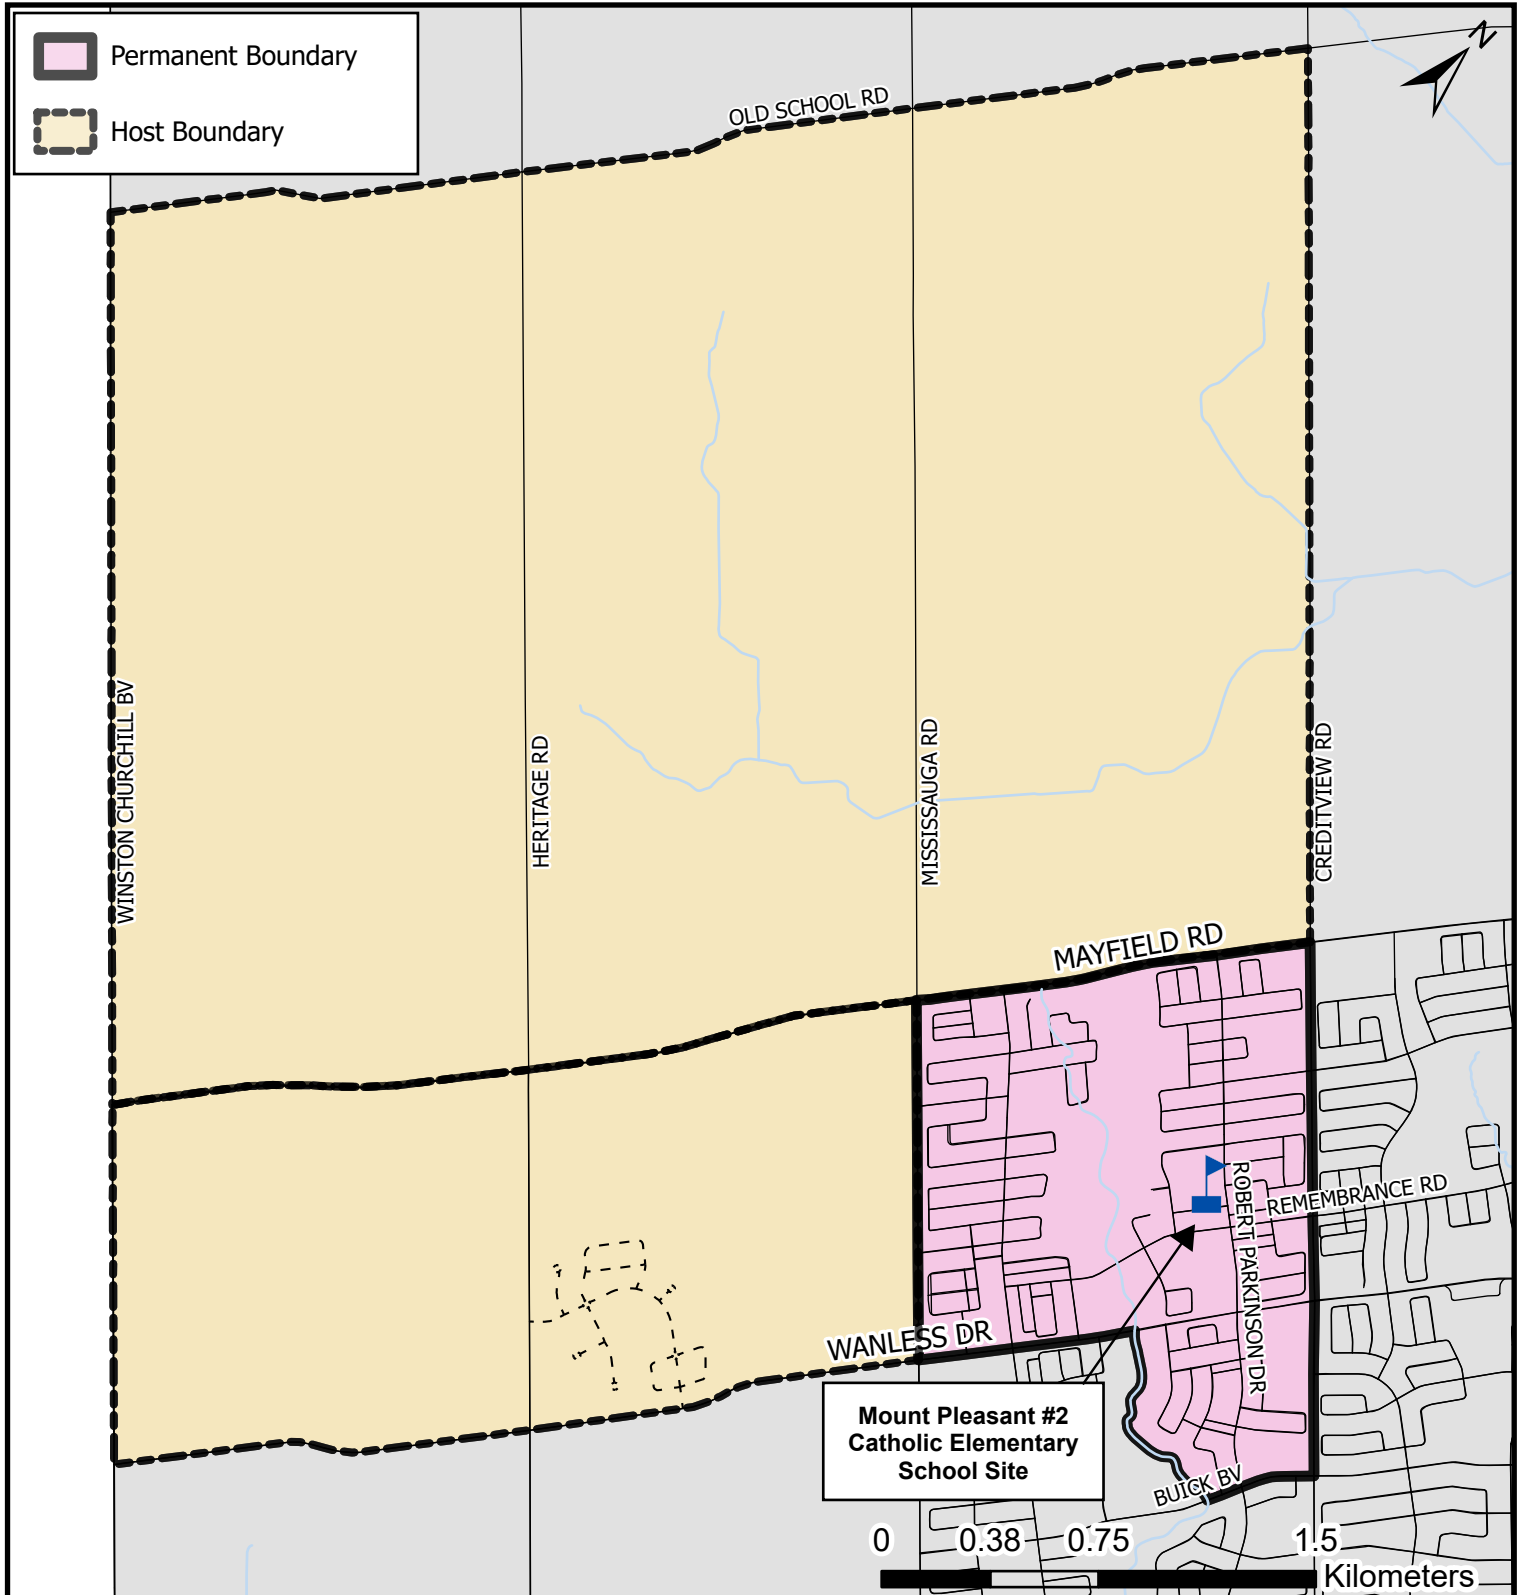 Permanent Boundary
Host Boundary
N
OLD SCHOOL RD
WINSTON CHURCHILL BV
HERITAGE RD
MISSISSAUGA RD
CREDITVIEW RD
MAYFIELD RD
ROBERT PARKINSON DR
REMEMBRANCE RD
WANLESS DR
Mount Pleasant #2
Catholic Elementary
School Site
BUICK BV
0 0.38 0.75 1.5
Kilometers